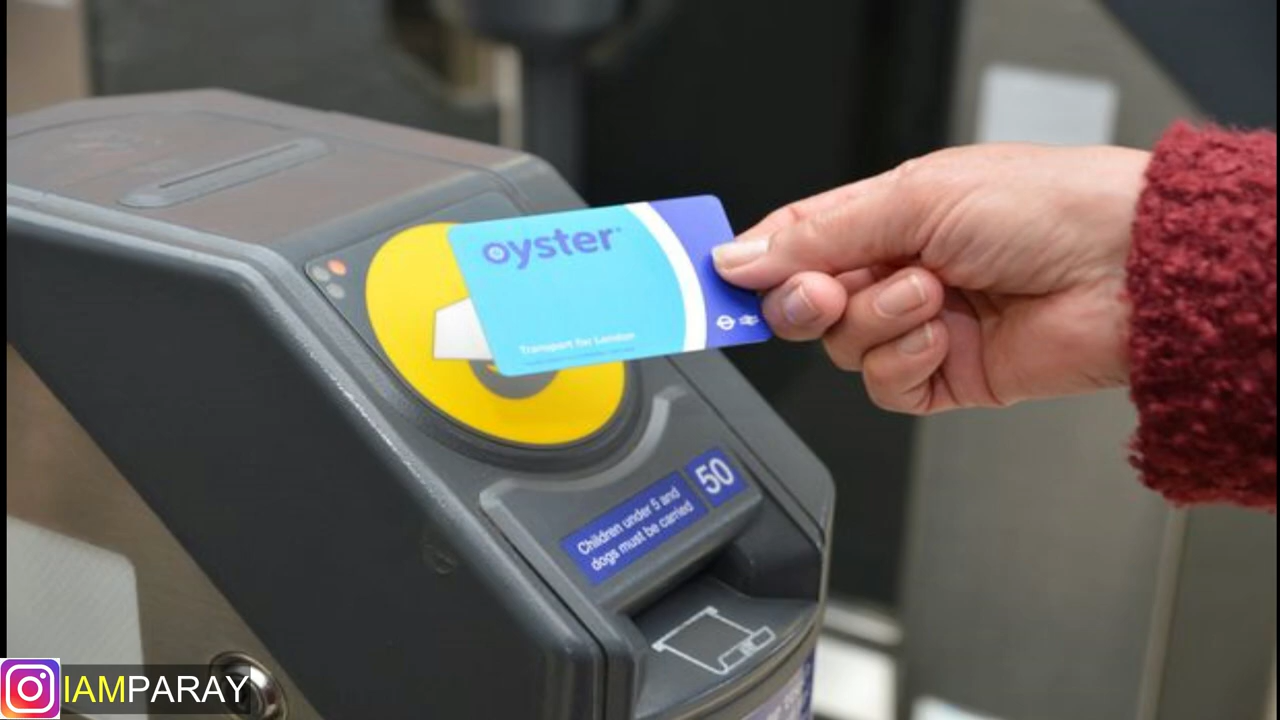 oyster
Transport for London
Children under 5 and
dogs must be carried
50
IAMPARAY